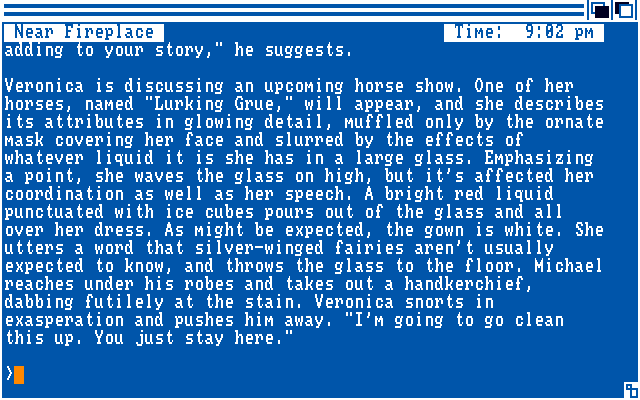 Near Fireplace Time: 9:02 pm
adding to your story," he suggests.
Veronica is discussing an upcoming horse show. One of her
horses, named "Lurking Grue," will appear, and she describes
its attributes in glowing detail, muffled only by the ornate
mask covering her face and slurred by the effects of
whatever liquid it is she has in a large glass. Emphasizing
a point, she waves the glass on high, but it's affected her
coordination as well as her speech. A bright red liquid
punctuated with ice cubes pours out of the glass and all
over her dress. As might be expected, the gown is white. She
utters a word that silver-winged fairies aren't usually
expected to know, and throws the glass to the floor. Michael
reaches under his robes and takes out a handkerchief,
dabbing futilely at the stain. Veronica snorts in
exasperation and pushes him away. "I'm going to go clean
this up. You just stay here."
>